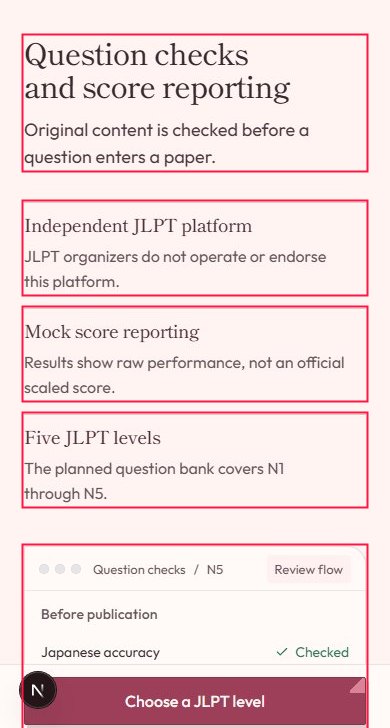 Question checks
and score reporting
Original content is checked before a
question enters a paper.
Independent JLPT platform
JLPT organizers do not operate or endorse
this platform.
Mock score reporting
Results show raw performance, not an official
scaled score.
Five JLPT levels
The planned question bank covers N1
through N5.
Question checks / N5
Review flow
Before publication
Japanese accuracy
✓ Checked
N
Choose a JLPT level